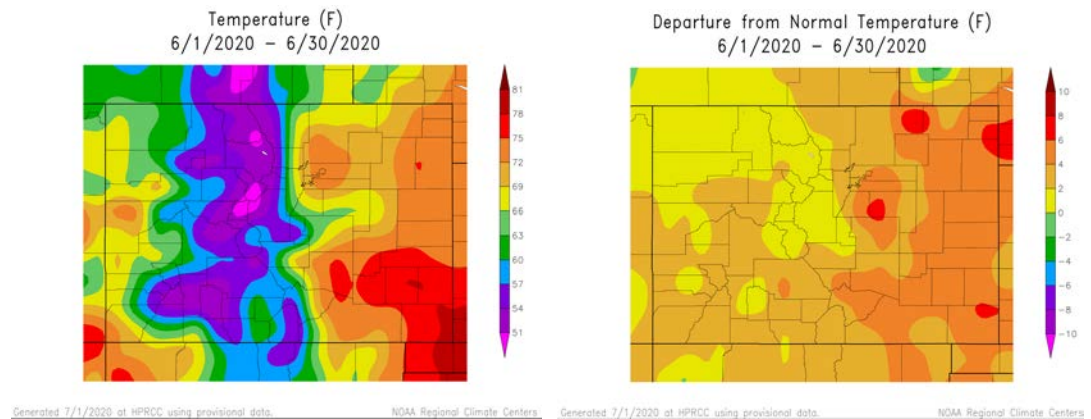 Temperature (F)
6/1/2020 – 6/30/2020
81
78
75
72
69
66
63
60
57
54
51
Generated 7/1/2020 at HPRCC using provisional data.
NOAA Regional Climate Centers
Departure from Normal Temperature (F)
6/1/2020 – 6/30/2020
10
8
6
4
2
0
−2
−4
−6
−8
−10
Generated 7/1/2020 at HPRCC using provisional data.
NOAA Regional Climate Centers